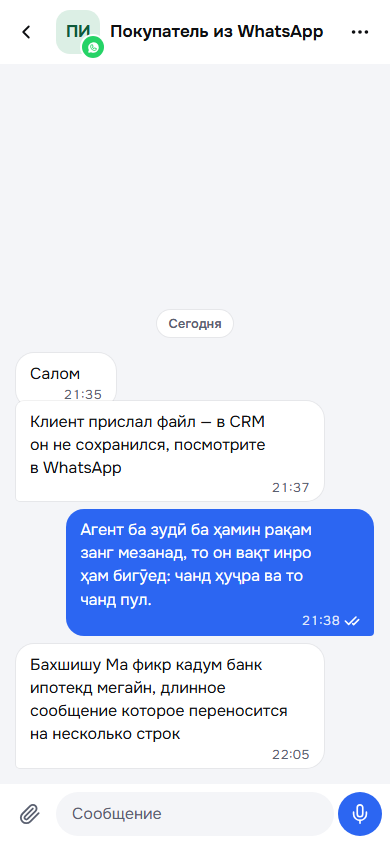 ПИ
Покупатель из WhatsApp
Сегодня
Салом
21:35
Клиент прислал файл — в CRM
он не сохранился, посмотрите
в WhatsApp
21:37
Агент ба зудӣ ба ҳамин рақам
занг мезанад, то он вақт инро
ҳам бигӯед: чанд ҳуҷра ва то
чанд пул.
21:38
Бахшишу Ма фикр кадум банк
ипотекд мегайн, длинное
сообщение которое переносится
на несколько строк
22:05
Сообщение